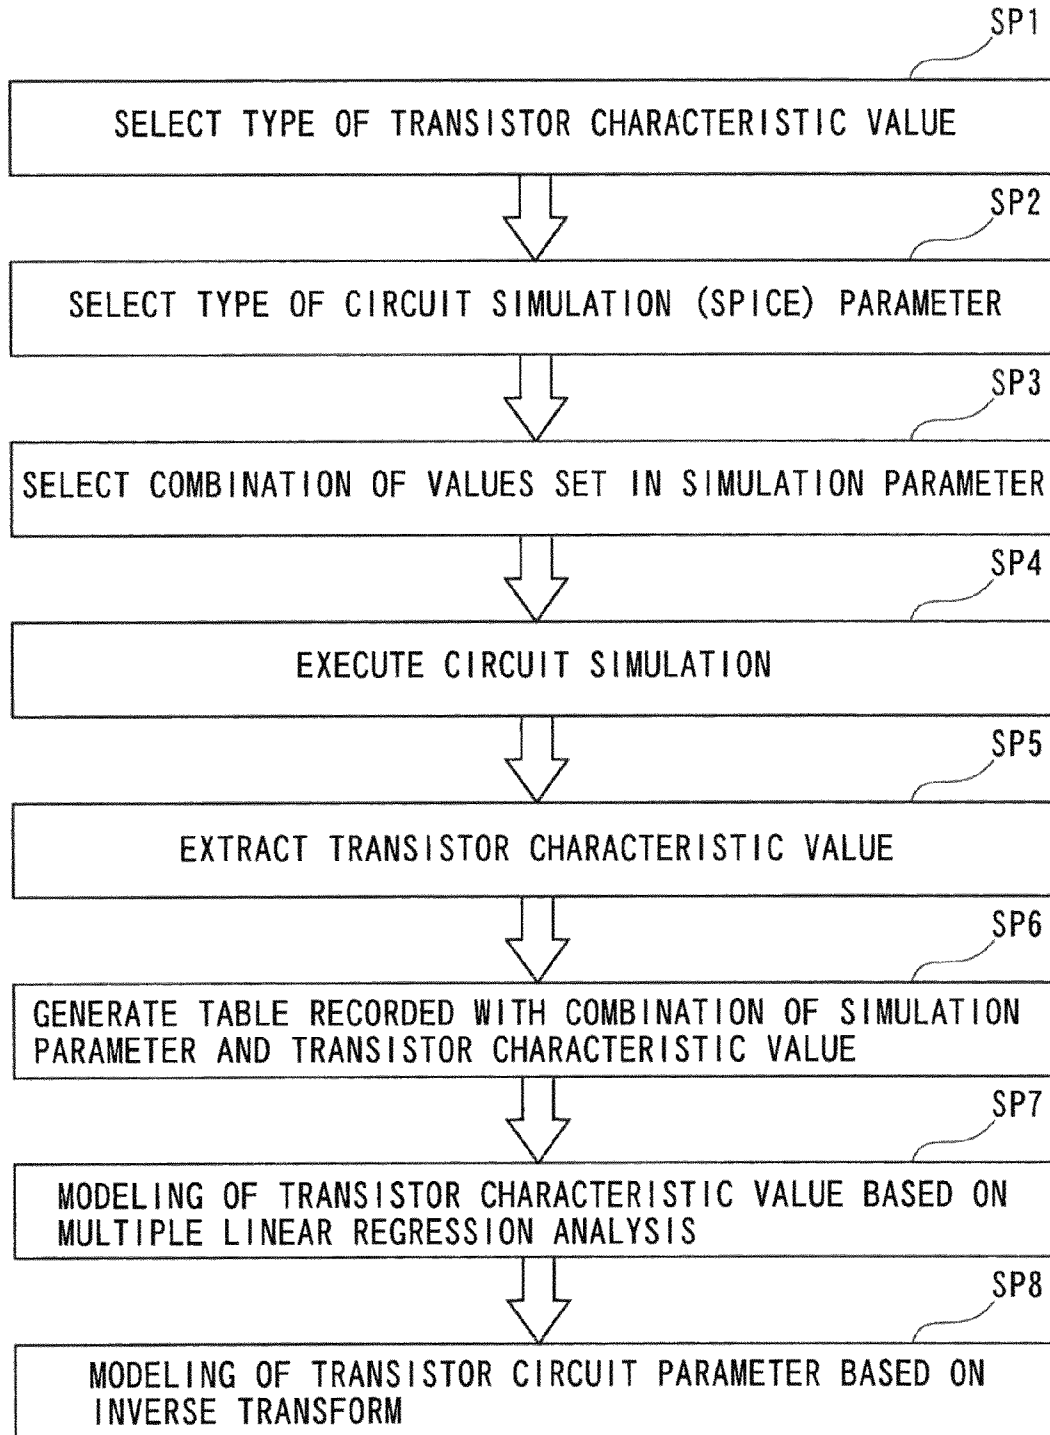 SP1
SELECT TYPE OF TRANSISTOR CHARACTERISTIC VALUE
SP2
SELECT TYPE OF CIRCUIT SIMULATION (SPICE) PARAMETER
SP3
SELECT COMBINATION OF VALUES SET IN SIMULATION PARAMETER
SP4
EXECUTE CIRCUIT SIMULATION
SP5
EXTRACT TRANSISTOR CHARACTERISTIC VALUE
SP6
GENERATE TABLE RECORDED WITH COMBINATION OF SIMULATION
PARAMETER AND TRANSISTOR CHARACTERISTIC VALUE
SP7
MODELING OF TRANSISTOR CHARACTERISTIC VALUE BASED ON
MULTIPLE LINEAR REGRESSION ANALYSIS
SP8
MODELING OF TRANSISTOR CIRCUIT PARAMETER BASED ON
INVERSE TRANSFORM